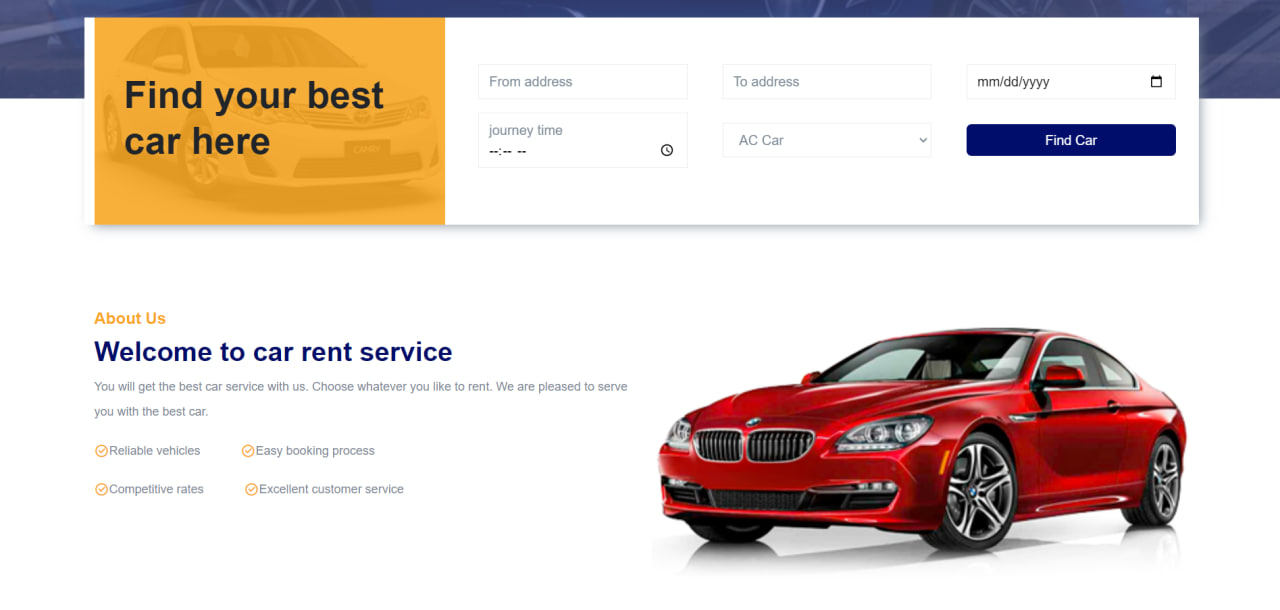 Find your best
car here
CAMRY
From address
To address
mm/dd/yyyy
journey time
--:-- --
AC Car
Find Car
About Us
Welcome to car rent service
You will get the best car service with us. Choose whatever you like to rent. We are pleased to serve
you with the best car.
Reliable vehicles
Easy booking process
Competitive rates
Excellent customer service